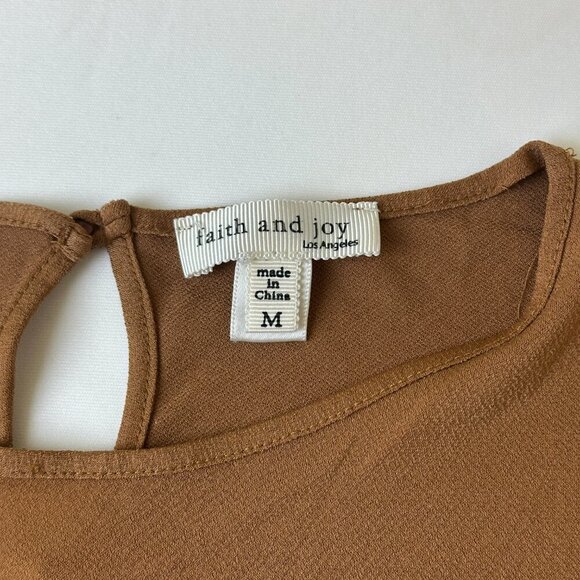 faith and joy
Los Angeles
made
in
China
M